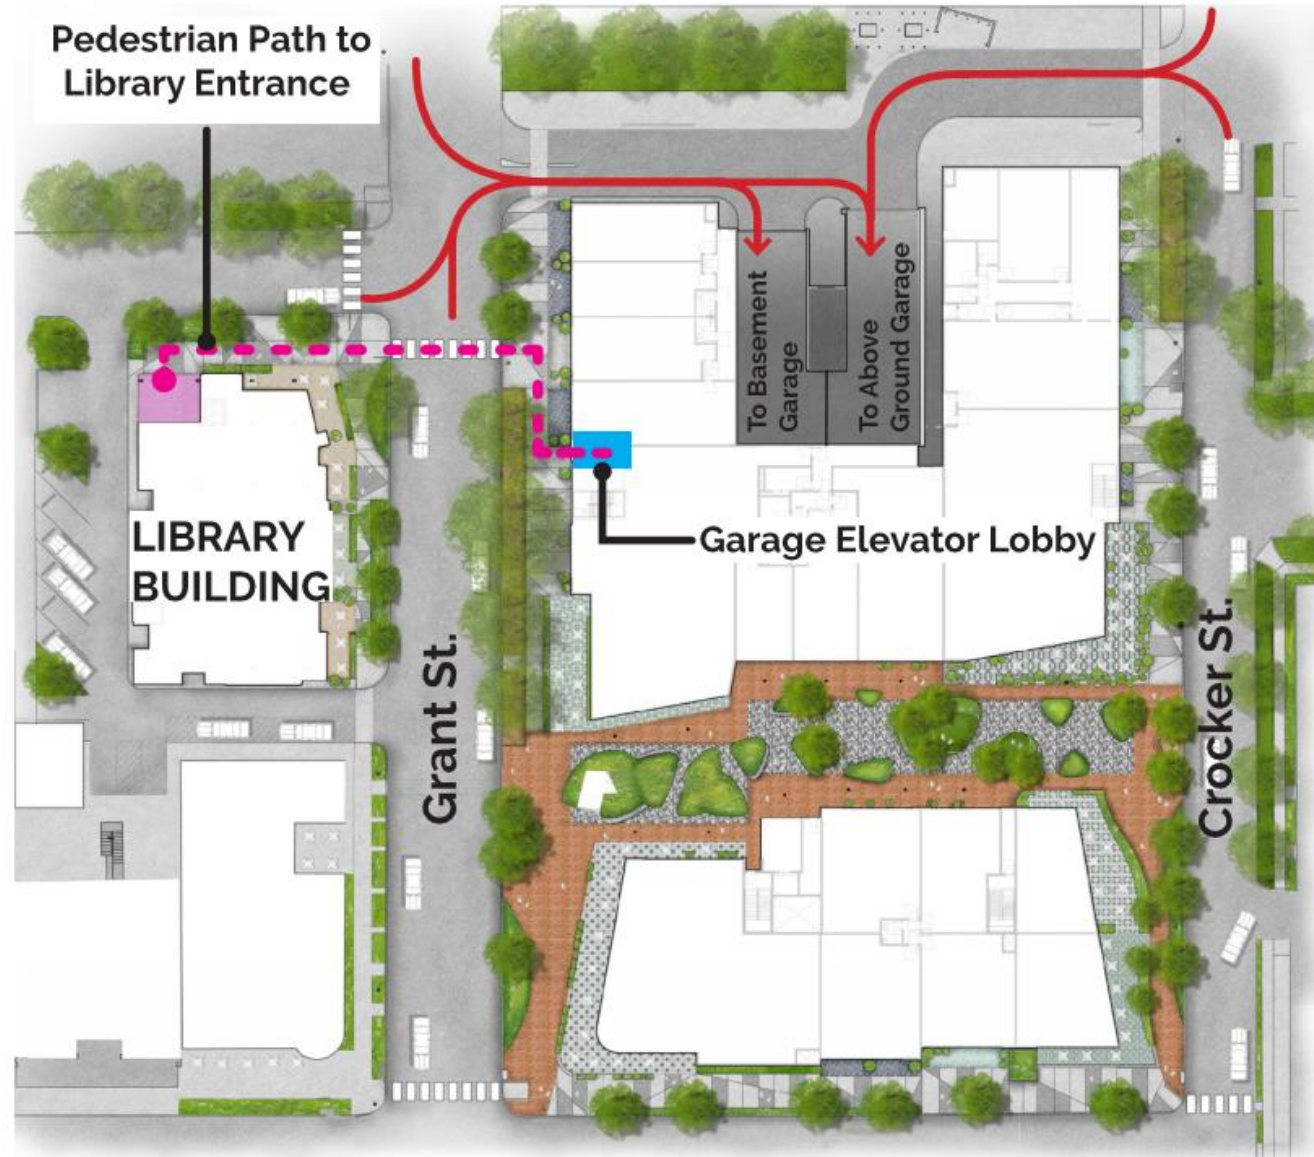 Pedestrian Path to
Library Entrance
To Basement
Garage
To Above
Ground Garage
LIBRARY
BUILDING
Garage Elevator Lobby
Grant St.
Crocker St.